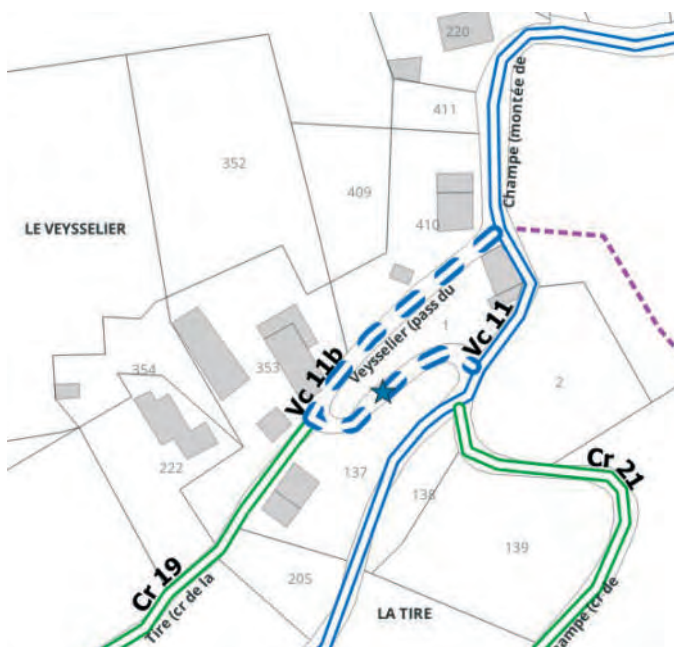 220
411
Champe (montée de
352
409
410
LE VEYSSELIER
Veysselier (pass du
1
Vc 11
2
Vc 11b
353
354
222
137
138
Cr 21
139
Cr 19
Tire (cr de la
205
LA TIRE
ampe (cr de